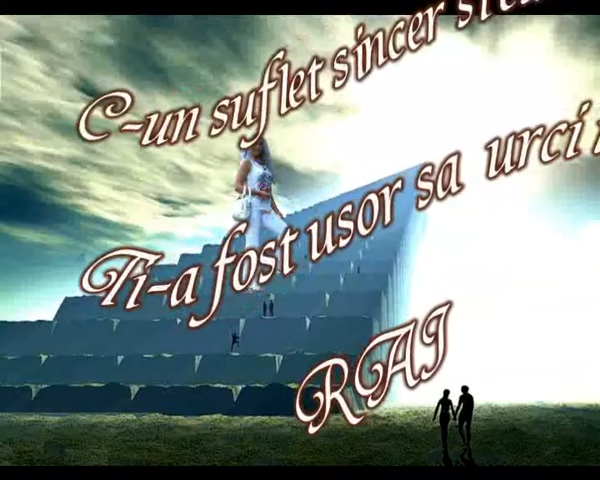 C-un suflet sincer
Ti-a fost usor sa urci
RAI